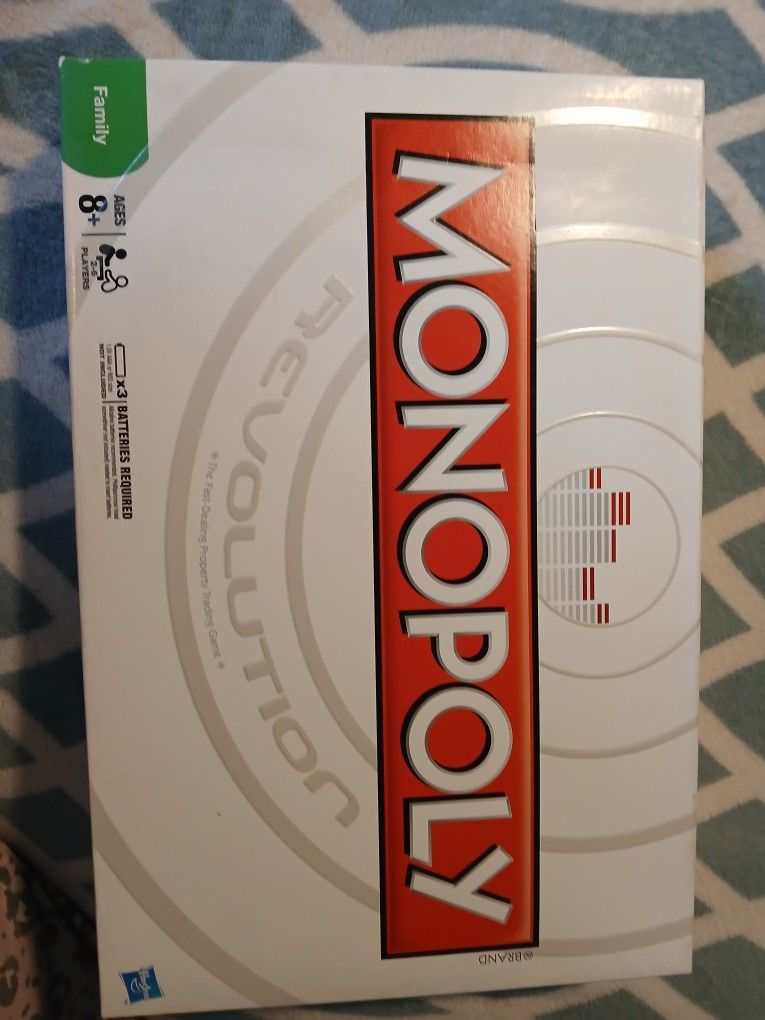 MONOPOLY
® BRAND
REVOLUTION
® The Fast-Dealing Property Trading Game ®
Family
AGES
8+
2-6
PLAYERS
x3
BATTERIES REQUIRED
NOT INCLUDED
Hasbro